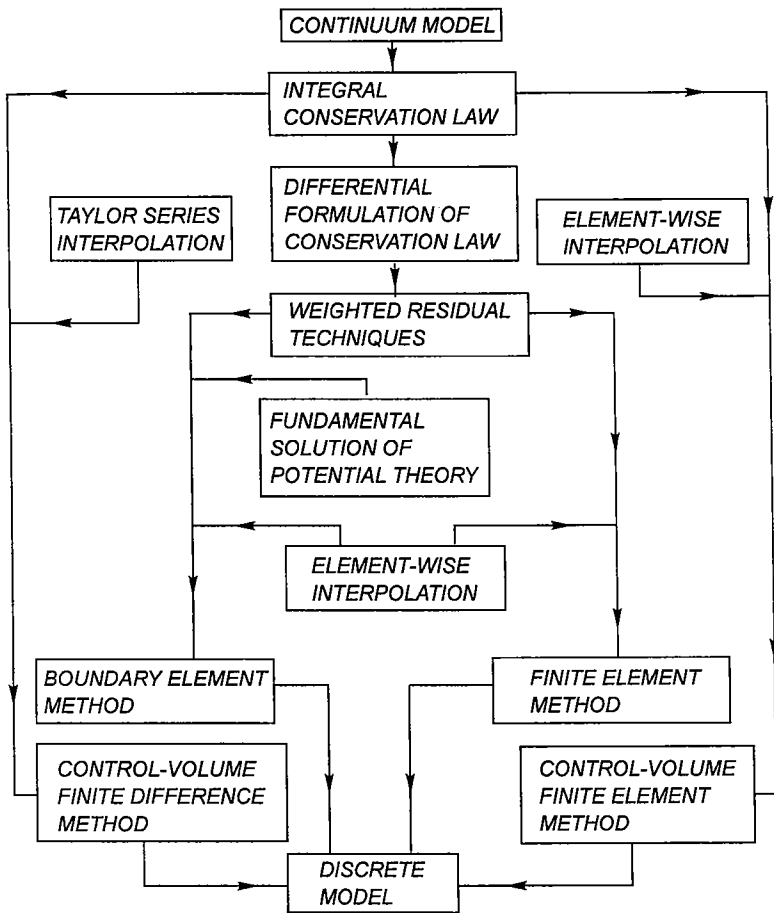 CONTINUUM MODEL
INTEGRAL
CONSERVATION LAW
DIFFERENTIAL
FORMULATION OF
CONSERVATION LAW
TAYLOR SERIES
INTERPOLATION
ELEMENT-WISE
INTERPOLATION
WEIGHTED RESIDUAL
TECHNIQUES
FUNDAMENTAL
SOLUTION OF
POTENTIAL THEORY
ELEMENT-WISE
INTERPOLATION
BOUNDARY ELEMENT
METHOD
FINITE ELEMENT
METHOD
CONTROL-VOLUME
FINITE DIFFERENCE
METHOD
CONTROL-VOLUME
FINITE ELEMENT
METHOD
DISCRETE
MODEL